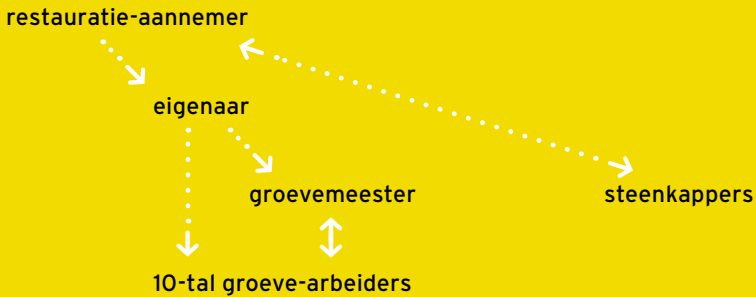 restauratie-aannemer
eigenaar
groevemeester
steenkappers
10-tal groeve-arbeiders